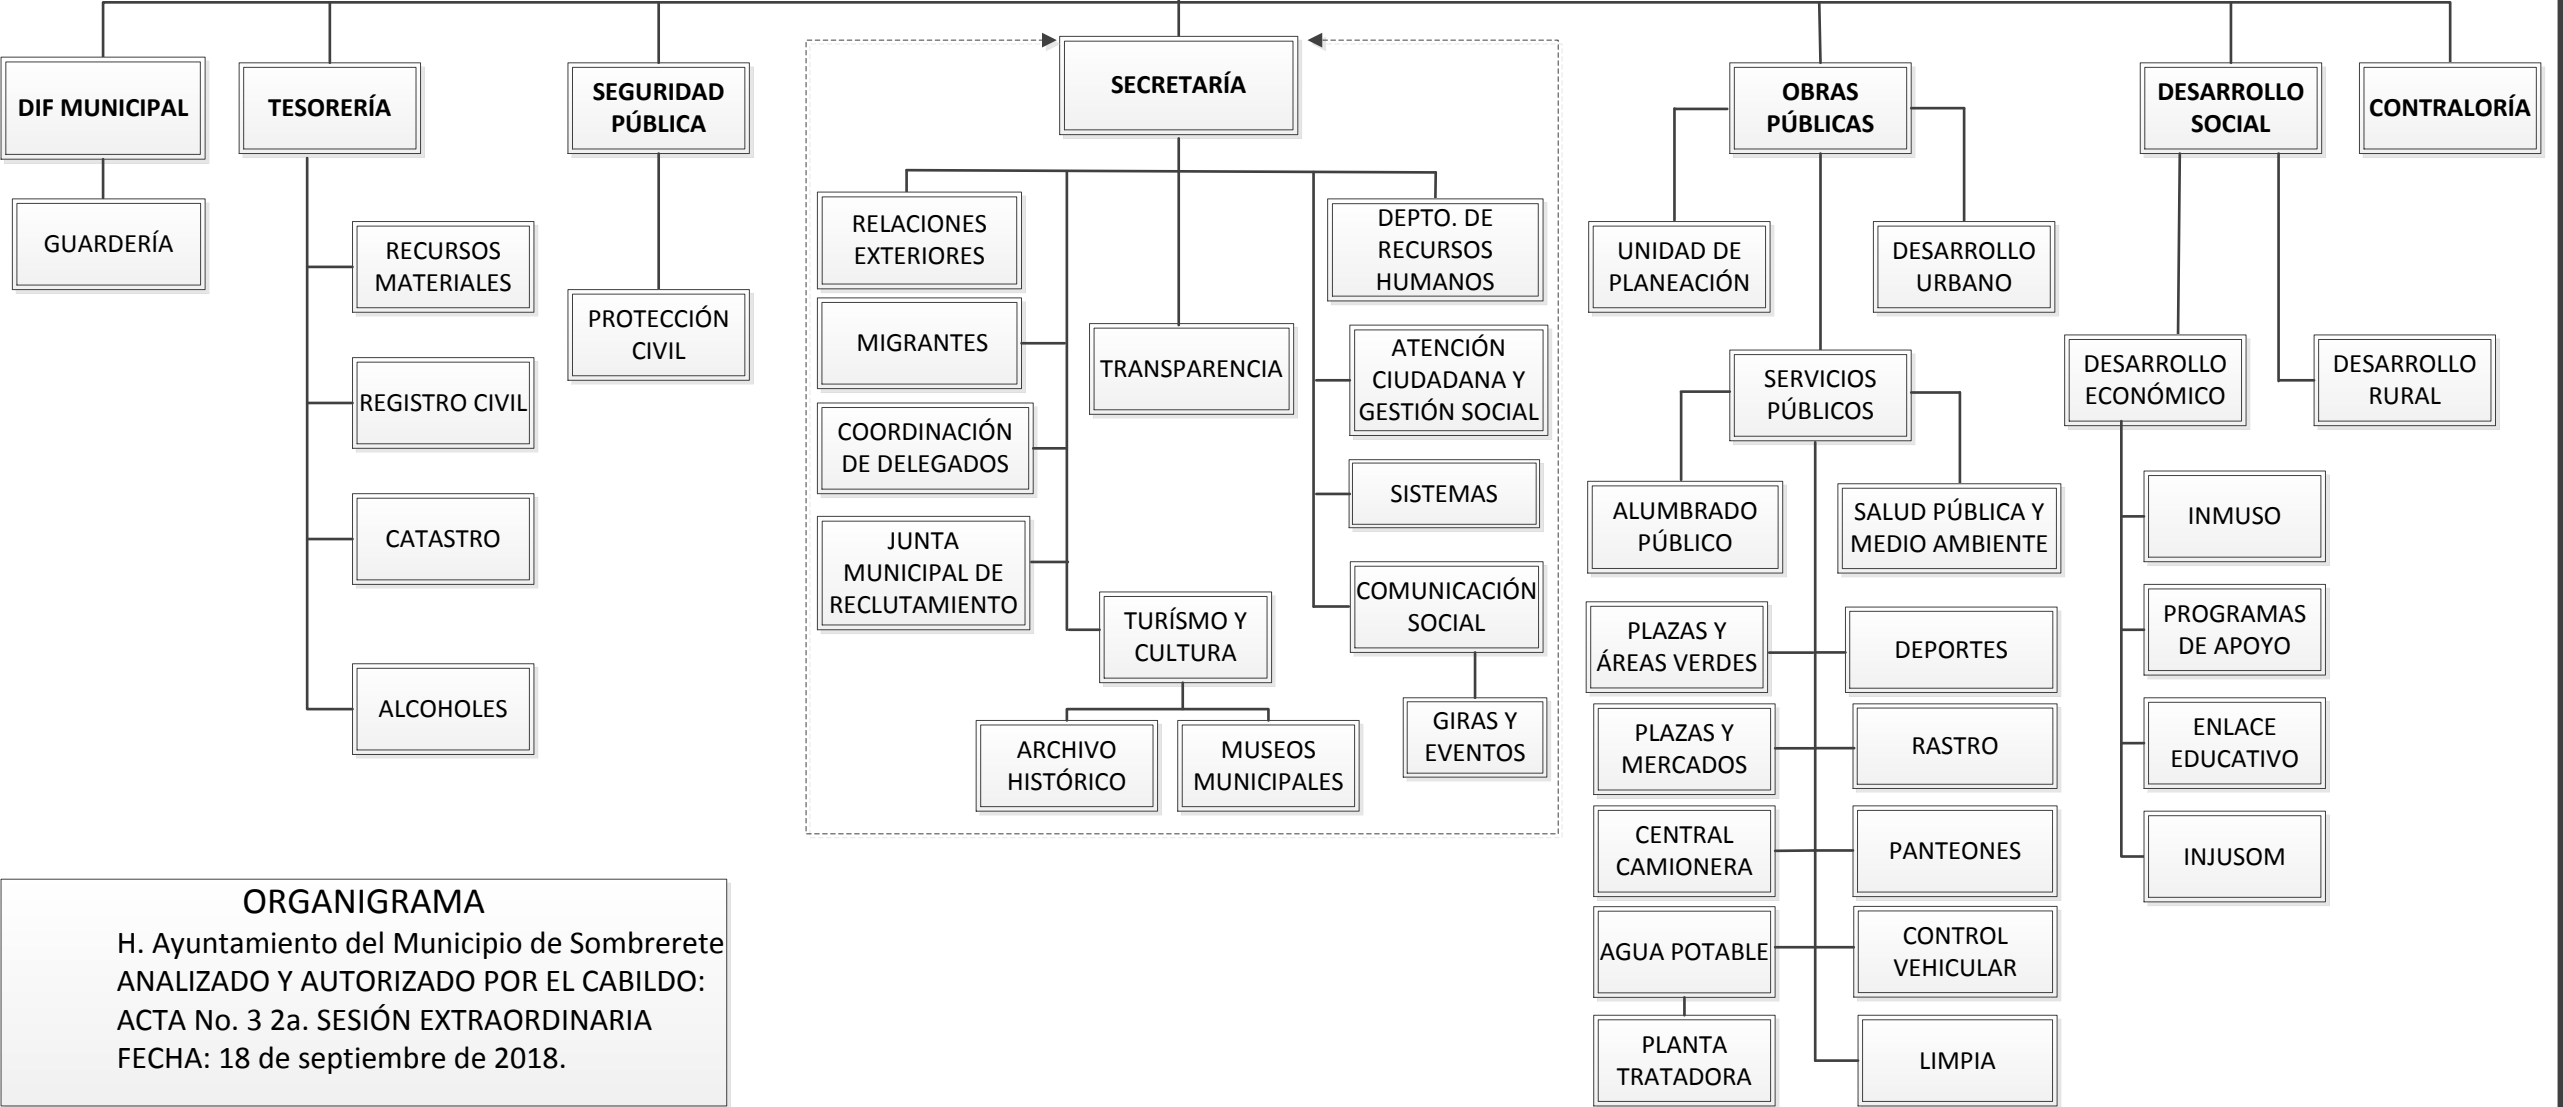 DIF MUNICIPAL
GUARDERÍA
TESORERÍA
RECURSOS
MATERIALES
REGISTRO CIVIL
CATASTRO
ALCOHOLES
SEGURIDAD
PÚBLICA
PROTECCIÓN
CIVIL
SECRETARÍA
RELACIONES
EXTERIORES
MIGRANTES
COORDINACIÓN
DE DELEGADOS
JUNTA
MUNICIPAL DE
RECLUTAMIENTO
TRANSPARENCIA
TURÍSMO Y
CULTURA
ARCHIVO
HISTÓRICO
MUSEOS
MUNICIPALES
DEPTO. DE
RECURSOS
HUMANOS
ATENCIÓN
CIUDADANA Y
GESTIÓN SOCIAL
SISTEMAS
COMUNICACIÓN
SOCIAL
GIRAS Y
EVENTOS
OBRAS
PÚBLICAS
UNIDAD DE
PLANEACIÓN
DESARROLLO
URBANO
SERVICIOS
PÚBLICOS
ALUMBRADO
PÚBLICO
SALUD PÚBLICA Y
MEDIO AMBIENTE
PLAZAS Y
ÁREAS VERDES
DEPORTES
PLAZAS Y
MERCADOS
RASTRO
CENTRAL
CAMIONERA
PANTEONES
AGUA POTABLE
CONTROL
VEHICULAR
PLANTA
TRATADORA
LIMPIA
DESARROLLO
SOCIAL
DESARROLLO
ECONÓMICO
DESARROLLO
RURAL
INMUSO
PROGRAMAS
DE APOYO
ENLACE
EDUCATIVO
INJUSOM
CONTRALORÍA
ORGANIGRAMA
H. Ayuntamiento del Municipio de Sombrerete
ANALIZADO Y AUTORIZADO POR EL CABILDO:
ACTA No. 3 2a. SESIÓN EXTRAORDINARIA
FECHA: 18 de septiembre de 2018.